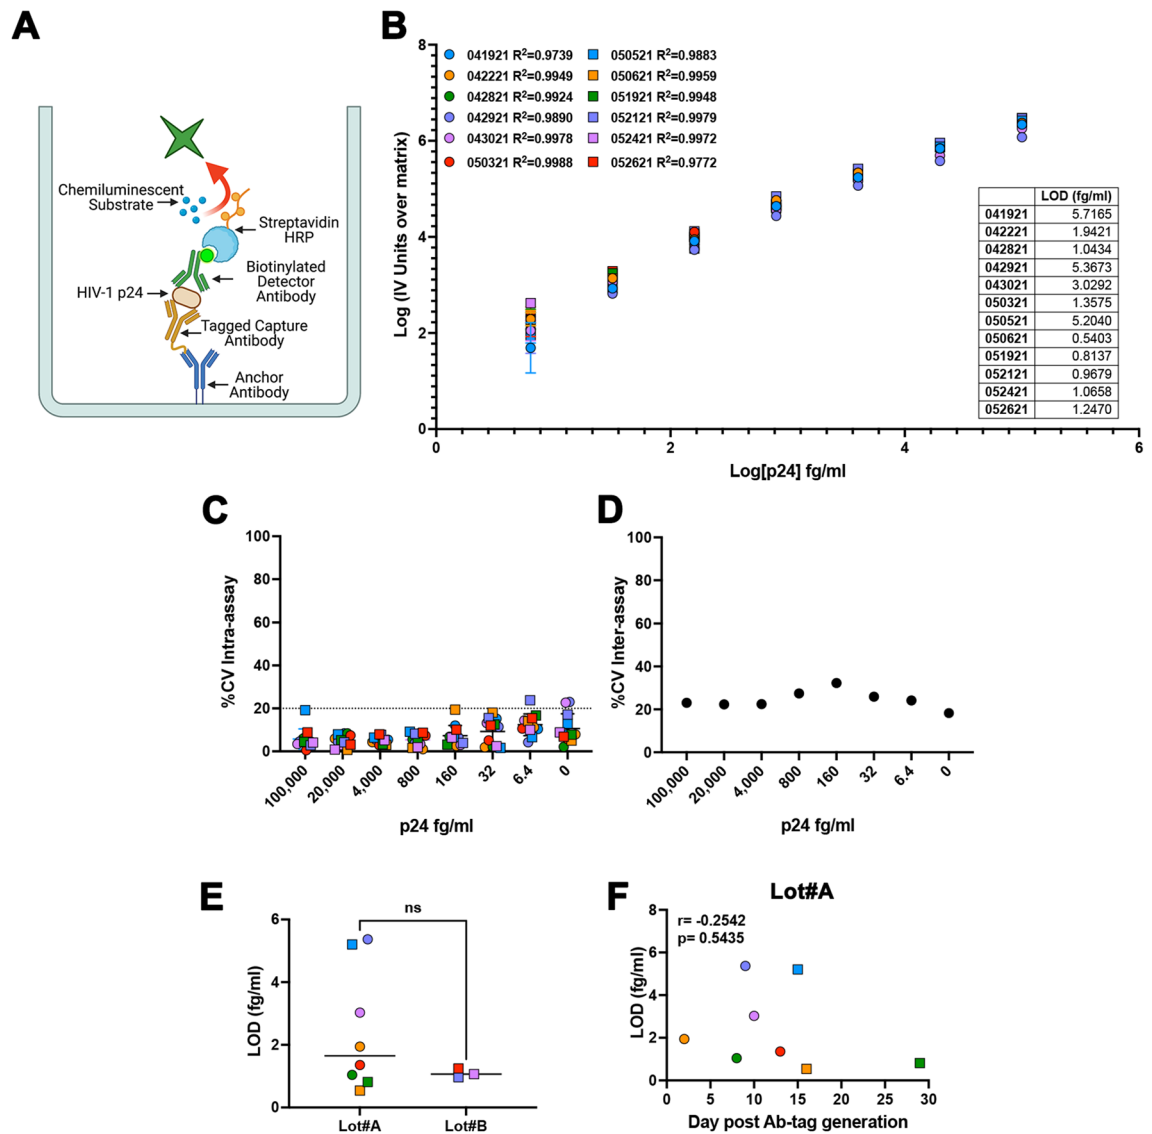 A
Chemiluminescent
Substrate
Streptavidin
HRP
Biotinylated
Detector
Antibody
HIV-1 p24
Tagged Capture
Antibody
Anchor
Antibody
B
8
6
4
2
0
Log (IV Units over matrix)
041921 R²=0.9739
042221 R²=0.9949
042821 R²=0.9924
042921 R²=0.9890
043021 R²=0.9978
050321 R²=0.9988
050521 R²=0.9883
050621 R²=0.9959
051921 R²=0.9948
052121 R²=0.9979
052421 R²=0.9972
052621 R²=0.9772
LOD (fg/ml)
041921 5.7165
042221 1.9421
042821 1.0434
042921 5.3673
043021 3.0292
050321 1.3575
050521 5.2040
050621 0.5403
051921 0.8137
052121 0.9679
052421 1.0658
052621 1.2470
0 2 4 6
Log[p24] fg/ml
C
100
80
60
40
20
0
%CV Intra-assay
100,000 20,000 4,000 800 160 32 6.4 0
p24 fg/ml
D
100
80
60
40
20
0
%CV Inter-assay
100,000 20,000 4,000 800 160 32 6.4 0
p24 fg/ml
E
6
4
2
0
LOD (fg/ml)
ns
Lot#A Lot#B
F
Lot#A
r= -0.2542
p= 0.5435
8
6
4
2
0
LOD (fg/ml)
0 5 10 15 20 25 30
Day post Ab-tag generation